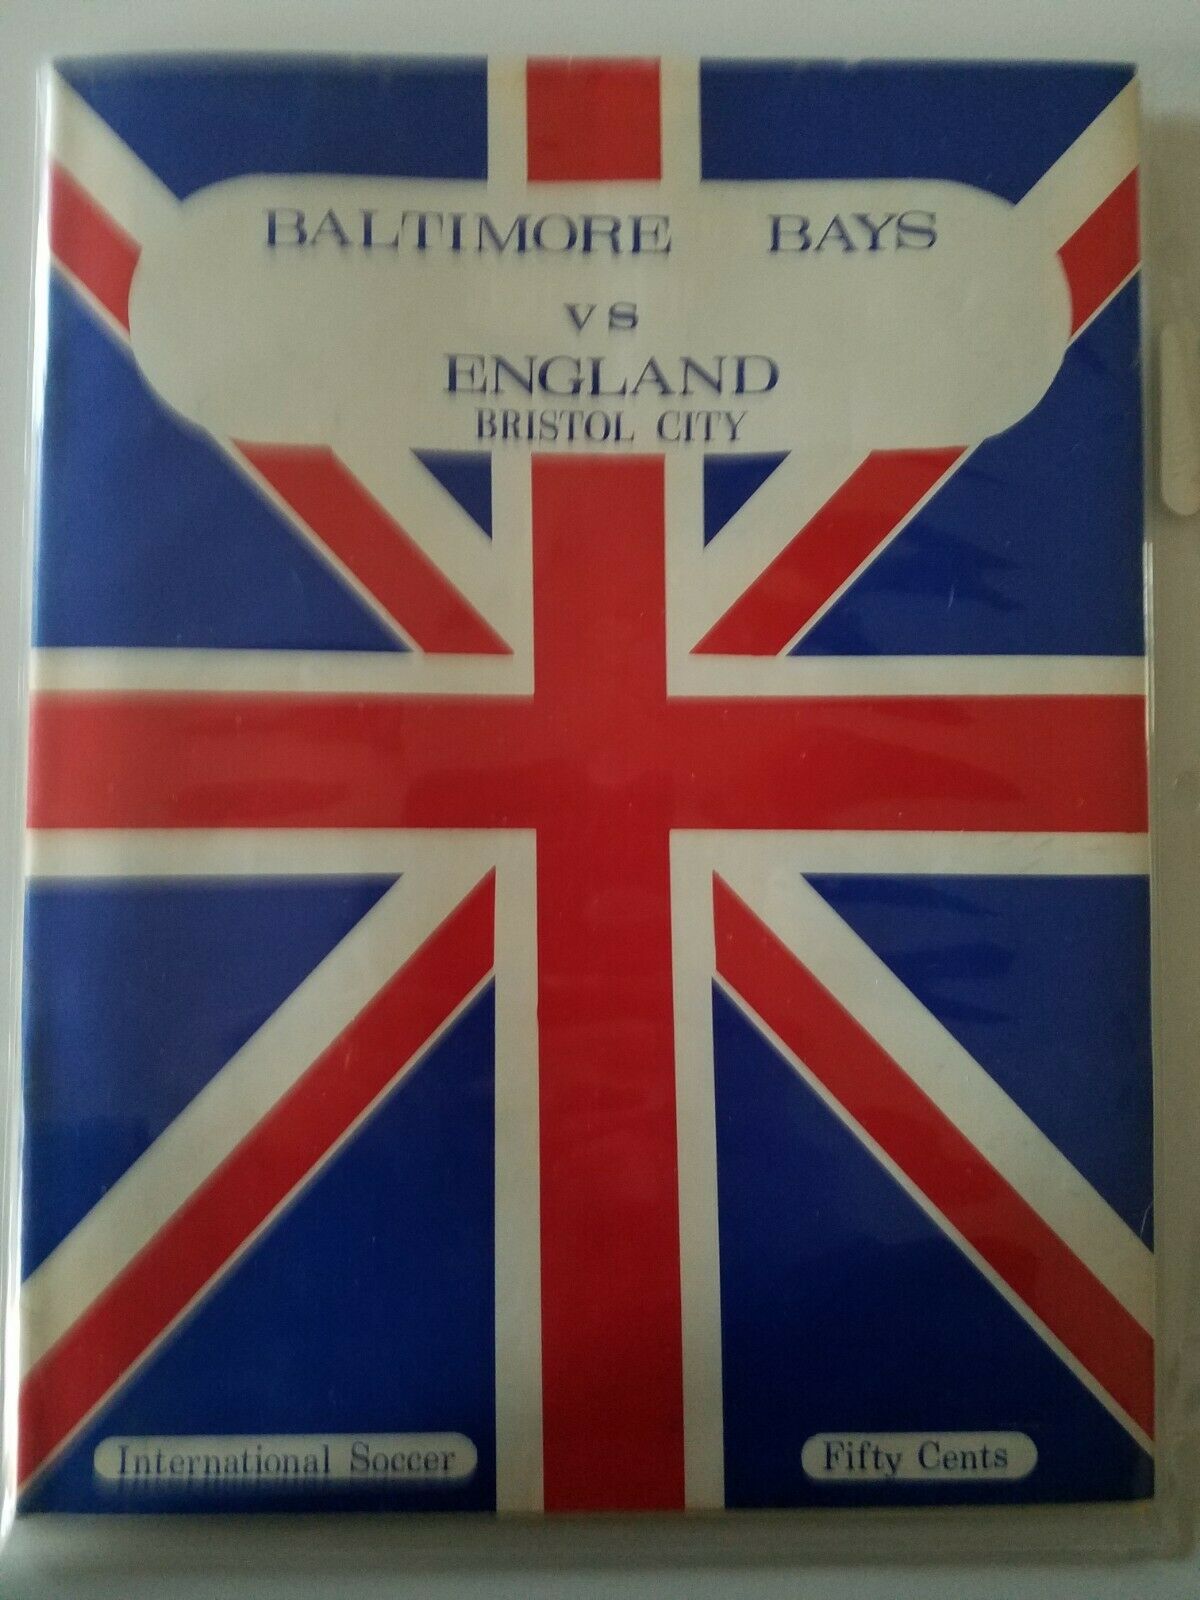 BALTIMORE BAYS
VS
ENGLAND
BRISTOL CITY
International Soccer
Fifty Cents